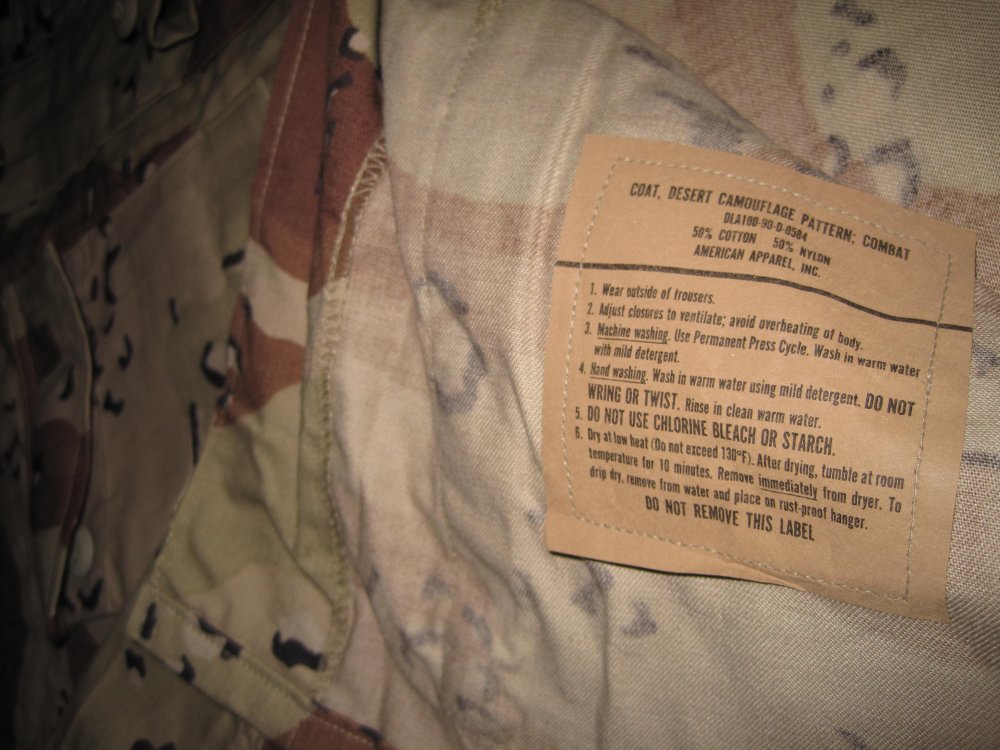 COAT, DESERT CAMOUFLAGE PATTERN: COMBAT
DLA100-90-D-0584
50% COTTON 50% NYLON
AMERICAN APPAREL, INC.
1. Wear outside of trousers.
2. Adjust closures to ventilate; avoid overheating of body.
3. Machine washing. Use Permanent Press Cycle. Wash in warm water
with mild detergent.
4. Hand washing. Wash in warm water using mild detergent. DO NOT
WRING OR TWIST. Rinse in clean warm water.
5. DO NOT USE CHLORINE BLEACH OR STARCH.
6. Dry at low heat (Do not exceed 130°F). After drying, tumble at room
temperature for 10 minutes. Remove immediately from dryer. To
drip dry, remove from water and place on rust-proof hanger.
DO NOT REMOVE THIS LABEL